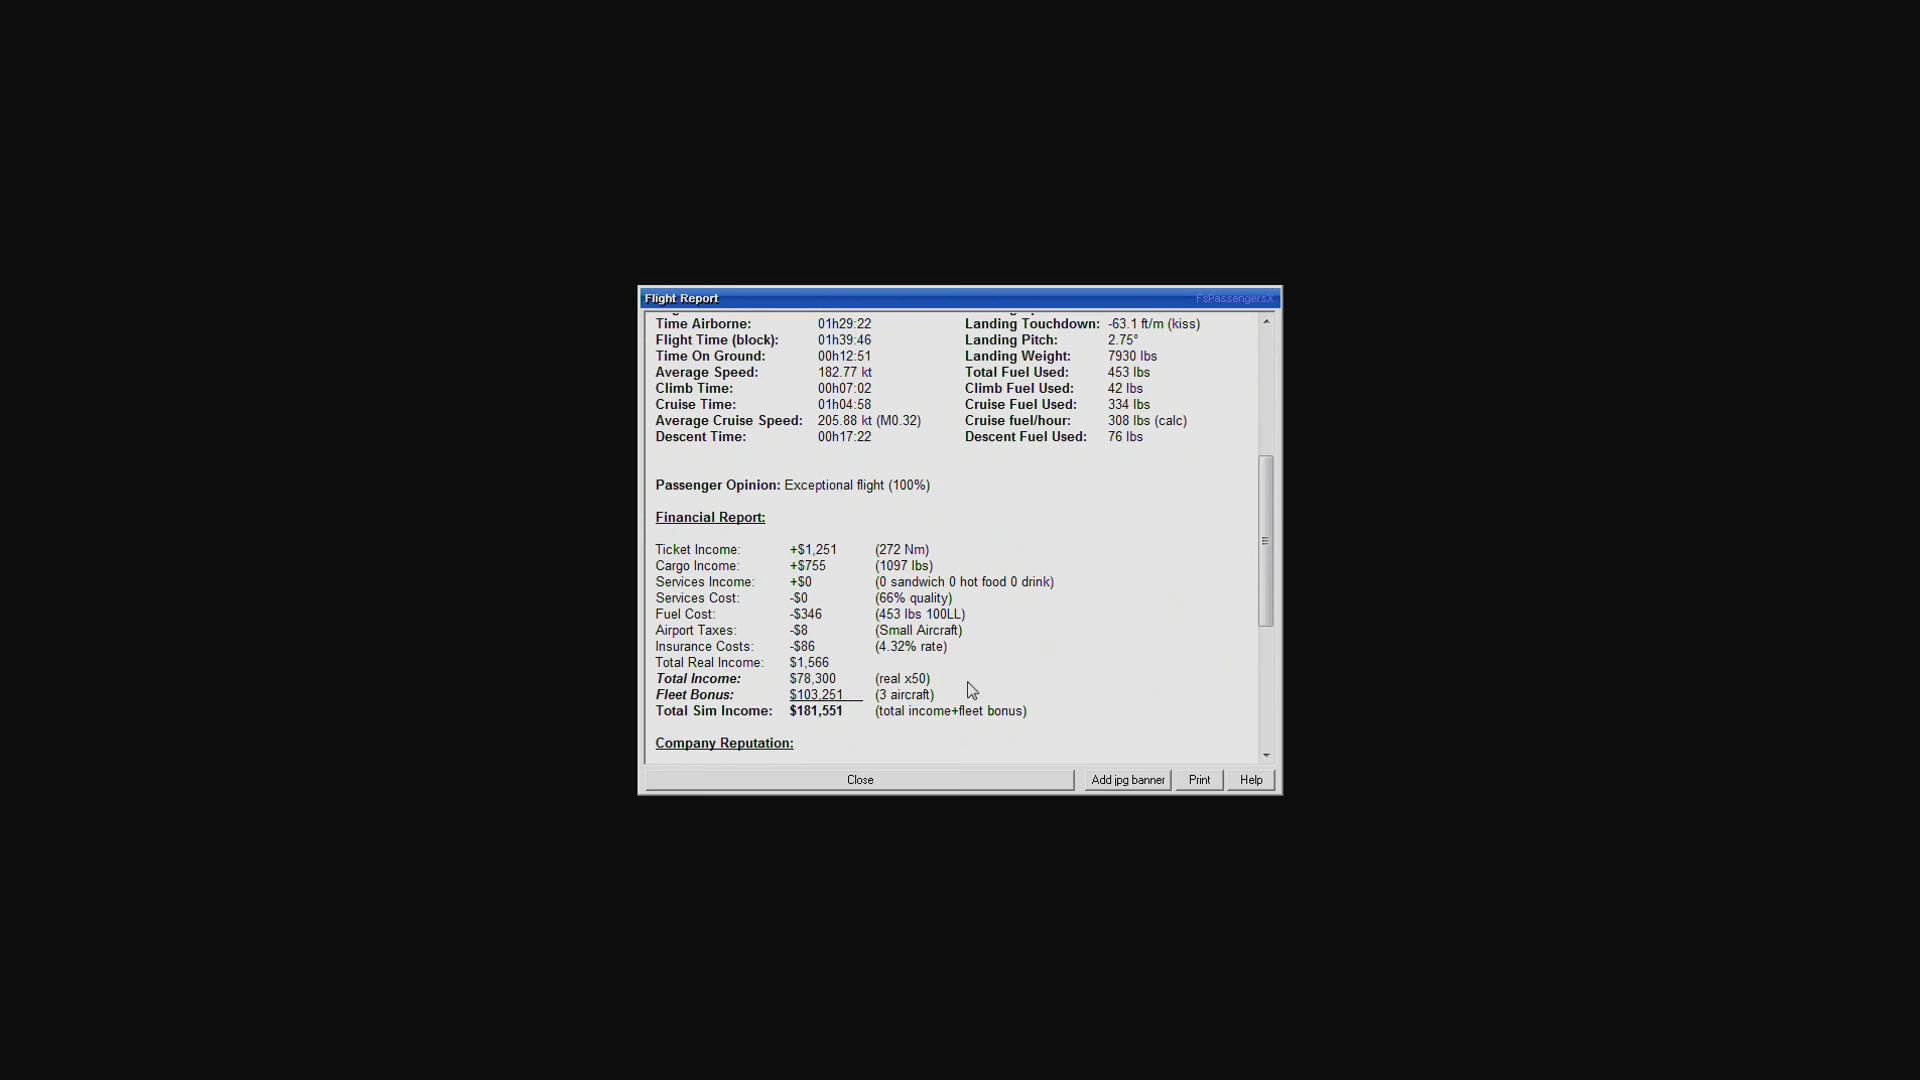 Flight Report FsPassengersX
Time Airborne: 01h29:22 Landing Touchdown: -63.1 ft/m (kiss)
Flight Time (block): 01h39:46 Landing Pitch: 2.75°
Time On Ground: 00h12:51 Landing Weight: 7930 lbs
Average Speed: 182.77 kt Total Fuel Used: 453 lbs
Climb Time: 00h07:02 Climb Fuel Used: 42 lbs
Cruise Time: 01h04:58 Cruise Fuel Used: 334 lbs
Average Cruise Speed: 205.88 kt (M0.32) Cruise fuel/hour: 308 lbs (calc)
Descent Time: 00h17:22 Descent Fuel Used: 76 lbs
Passenger Opinion: Exceptional flight (100%)
Financial Report:
Ticket Income: +$1,251 (272 Nm)
Cargo Income: +$755 (1097 lbs)
Services Income: +$0 (0 sandwich 0 hot food 0 drink)
Services Cost: -$0 (66% quality)
Fuel Cost: -$346 (453 lbs 100LL)
Airport Taxes: -$8 (Small Aircraft)
Insurance Costs: -$86 (4.32% rate)
Total Real Income: $1,566
Total Income: $78,300 (real x50)
Fleet Bonus: $103,251 (3 aircraft)
Total Sim Income: $181,551 (total income+fleet bonus)
Company Reputation:
Close Add jpg banner Print Help